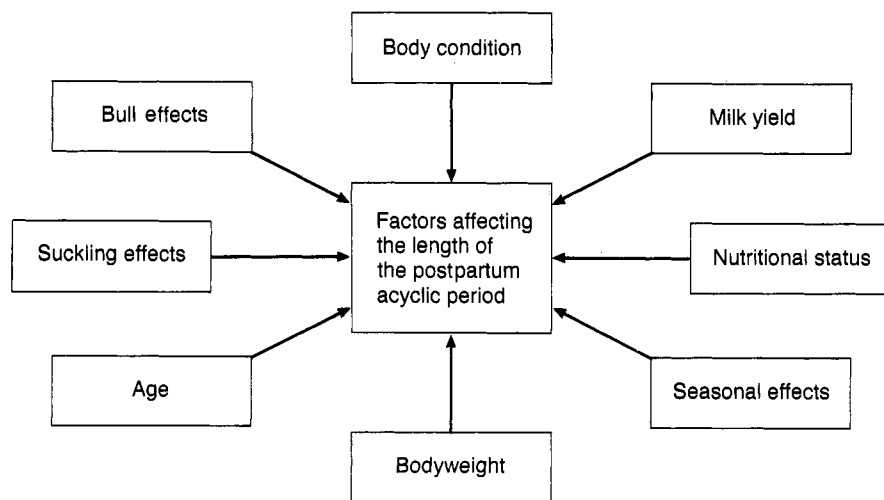 Body condition
Bull effects
Milk yield
Factors affecting
the length of
the postpartum
acyclic period
Suckling effects
Nutritional status
Age
Seasonal effects
Bodyweight